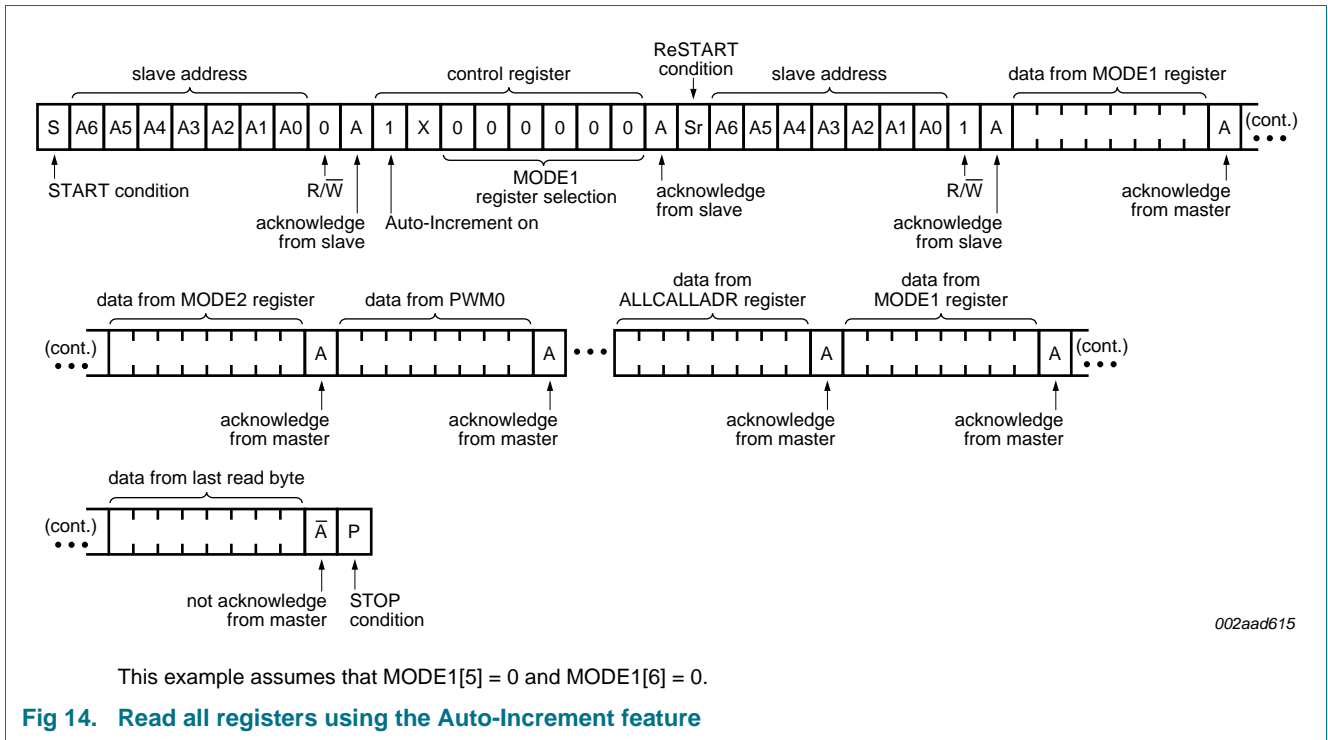 ReSTART
condition
slave address
control register
slave address
data from MODE1 register
S A6 A5 A4 A3 A2 A1 A0 0 A 1 X 0 0 0 0 0 0 A Sr A6 A5 A4 A3 A2 A1 A0 1 A A (cont.)
START condition
R/W̅
acknowledge
from slave
Auto-Increment on
MODE1
register selection
acknowledge
from slave
R/W̅
acknowledge
from slave
acknowledge
from master
data from MODE2 register
data from PWM0
data from
ALLCALLADR register
data from
MODE1 register
(cont.) A A A A (cont.)
acknowledge
from master
acknowledge
from master
acknowledge
from master
acknowledge
from master
data from last read byte
(cont.) A̅ P
not acknowledge
from master
STOP
condition
002aad615
This example assumes that MODE1[5] = 0 and MODE1[6] = 0.
Fig 14. Read all registers using the Auto-Increment feature